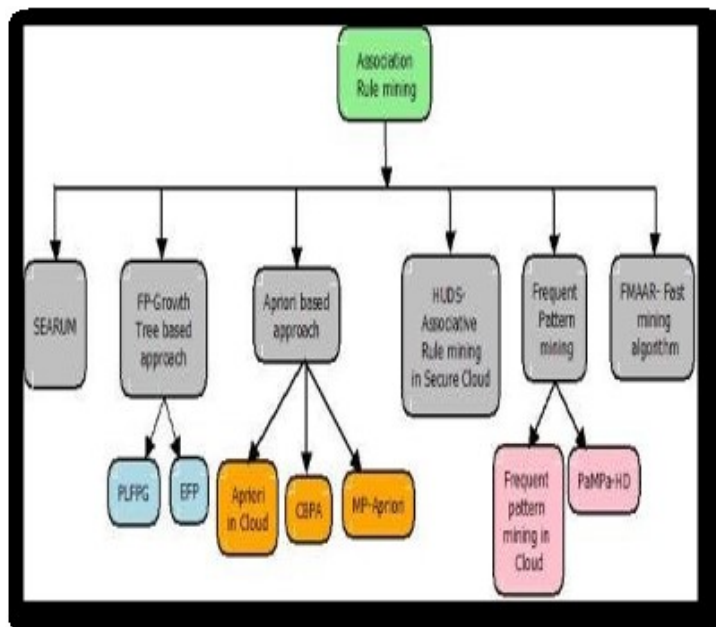 Association
Rule mining
SEARUM
FP-Growth
Tree based
approach
Apriori based
approach
HUDS-
Associative
Rule mining
in Secure Cloud
Frequent
Pattern
mining
FMAAR- Fast
mining
algorithm
PLFPG
EFP
Apriori
in Cloud
CBPA
MP-Apriori
Frequent
pattern
mining in
Cloud
PaMPa-HD